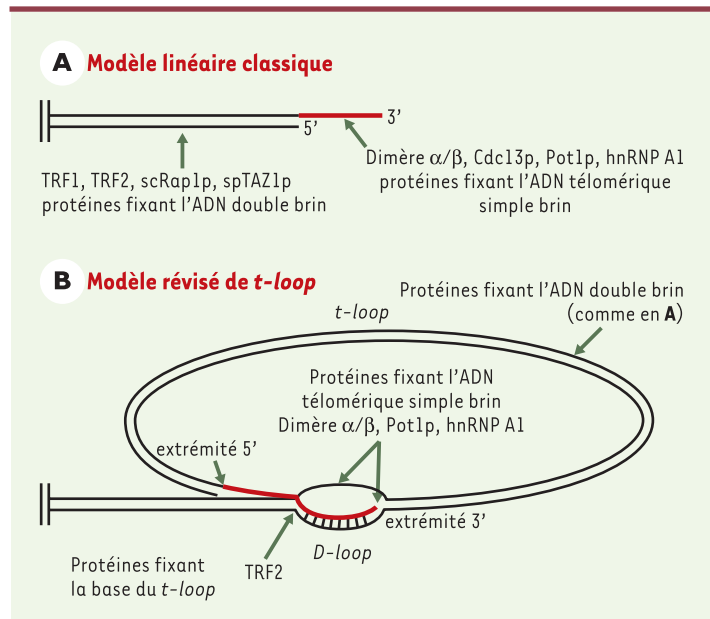 A Modèle linéaire classique
3’
5’
Dimère α/β, Cdc13p, Pot1p, hnRNP A1
protéines fixant l’ADN télomérique
simple brin
TRF1, TRF2, scRap1p, spTAZ1p
protéines fixant l’ADN double brin
B Modèle révisé de t-loop
Protéines fixant l’ADN double brin
(comme en A)
t-loop
Protéines fixant l’ADN
télomérique simple brin
Dimère α/β, Pot1p, hnRNP A1
extrémité 5’
extrémité 3’
D-loop
TRF2
Protéines fixant
la base du t-loop